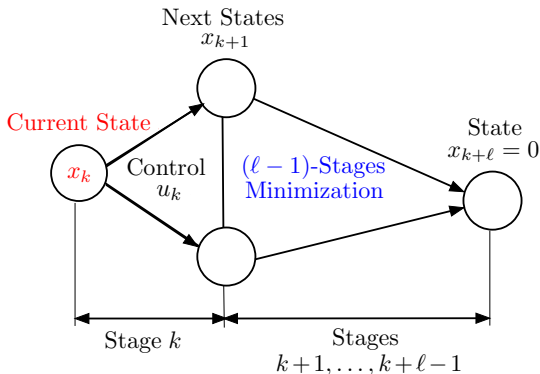 Next States
x_{k+1}
Current State
State
x_{k+ℓ} = 0
x_k
Control
u_k
(ℓ − 1)-Stages
Minimization
Stage k
Stages
k+1, . . . , k+ℓ−1